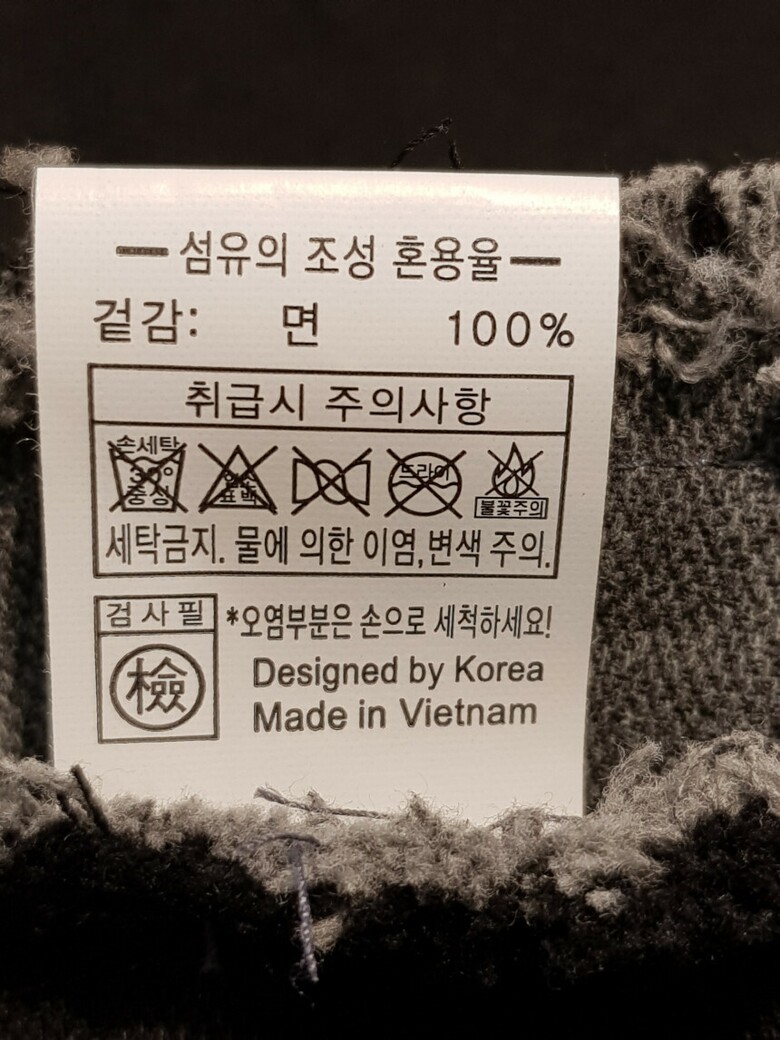 섬유의 조성 혼용율
겉감: 면 100%
취급시 주의사항
손세탁
30°
중성
염소
표백
드라이
불꽃주의
세탁금지. 물에 의한 이염,변색 주의.
검사필
檢
*오염부분은 손으로 세척하세요!
Designed by Korea
Made in Vietnam